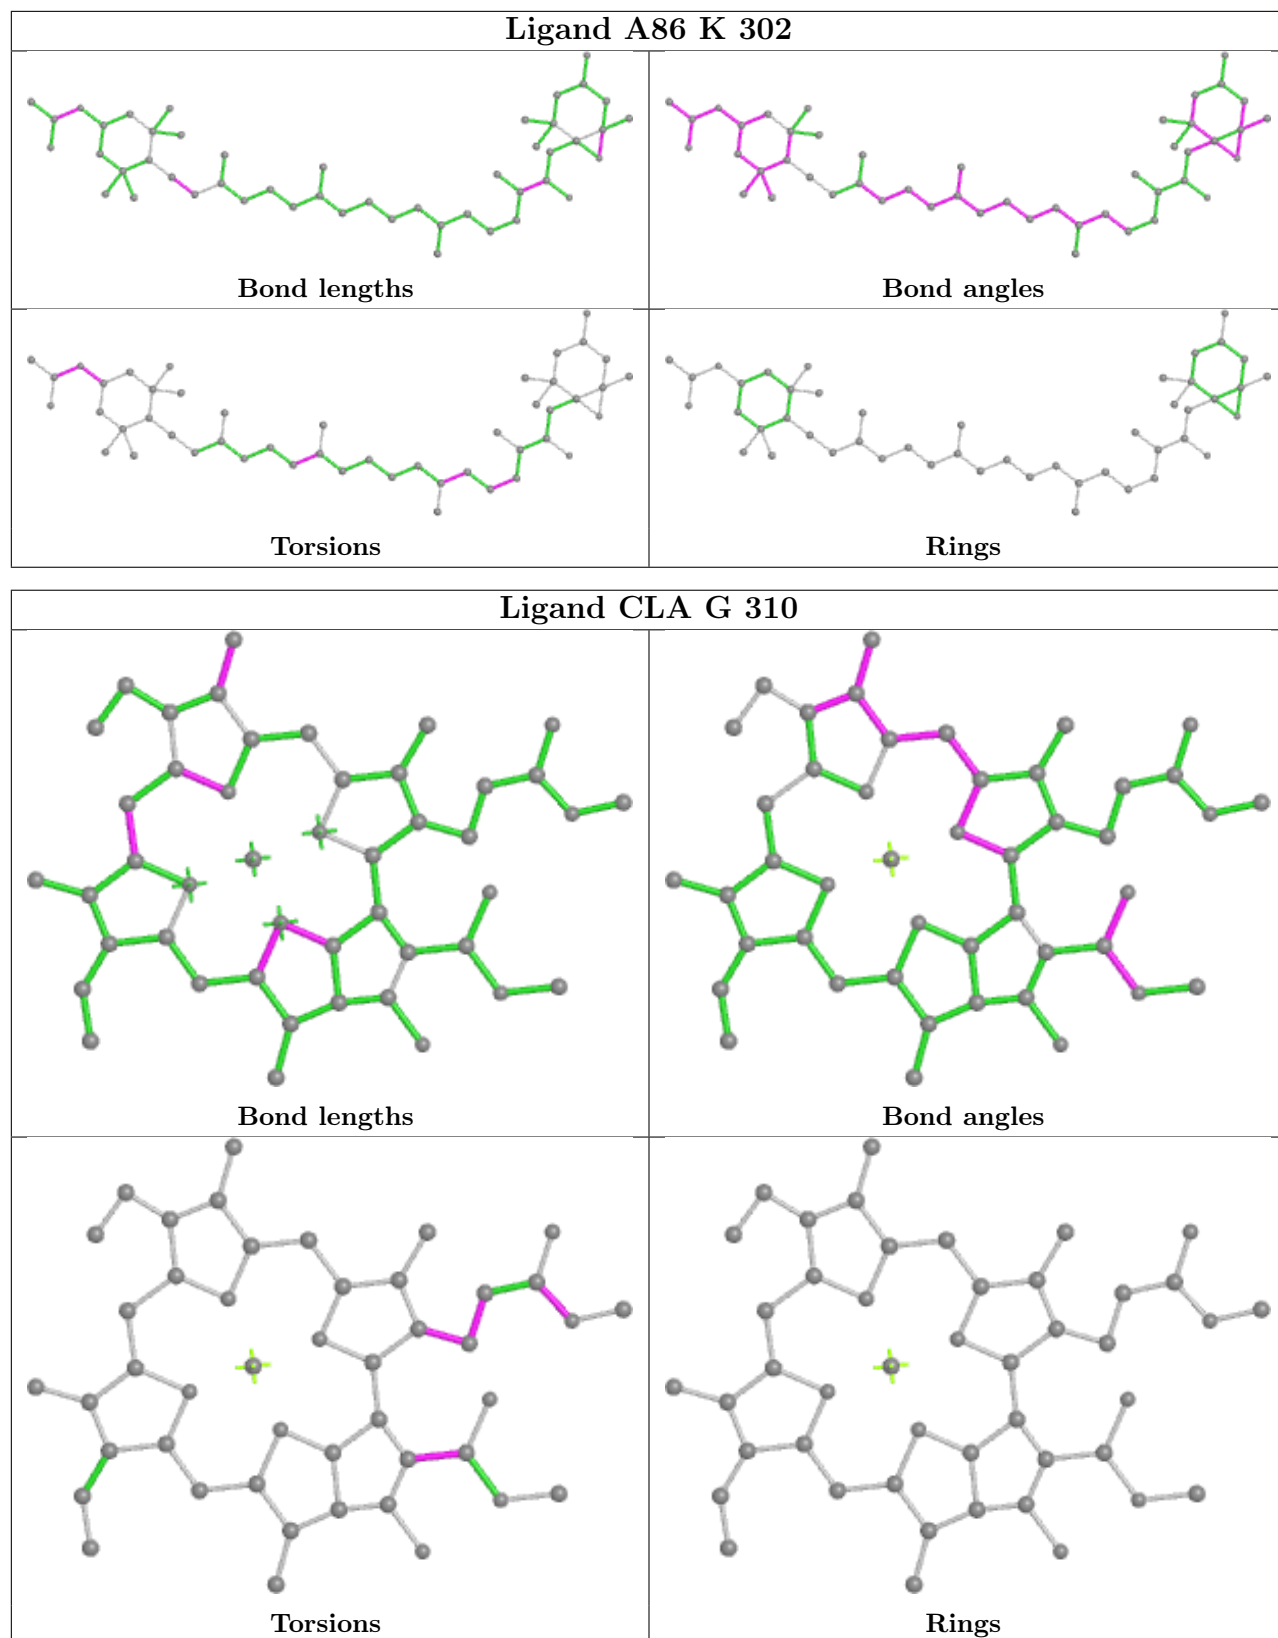 Ligand A86 K 302
Bond lengths
Bond angles
Torsions
Rings
Ligand CLA G 310
Bond lengths
Bond angles
Torsions
Rings